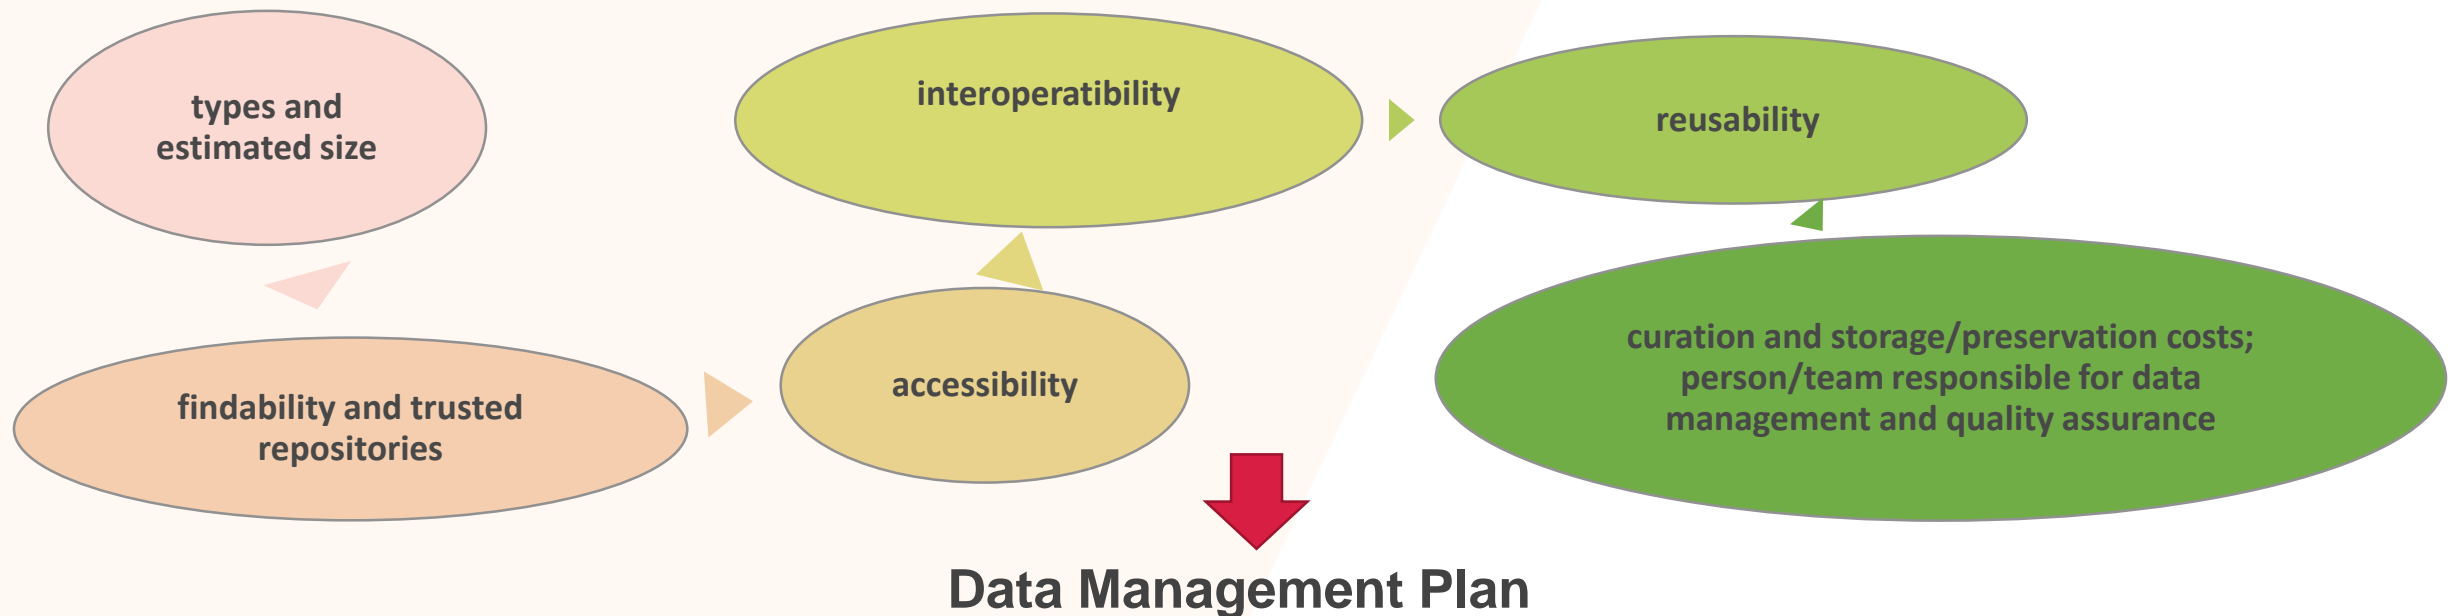 types and
estimated size
findability and trusted
repositories
accessibility
interoperatibility
reusability
curation and storage/preservation costs;
person/team responsible for data
management and quality assurance
Data Management Plan